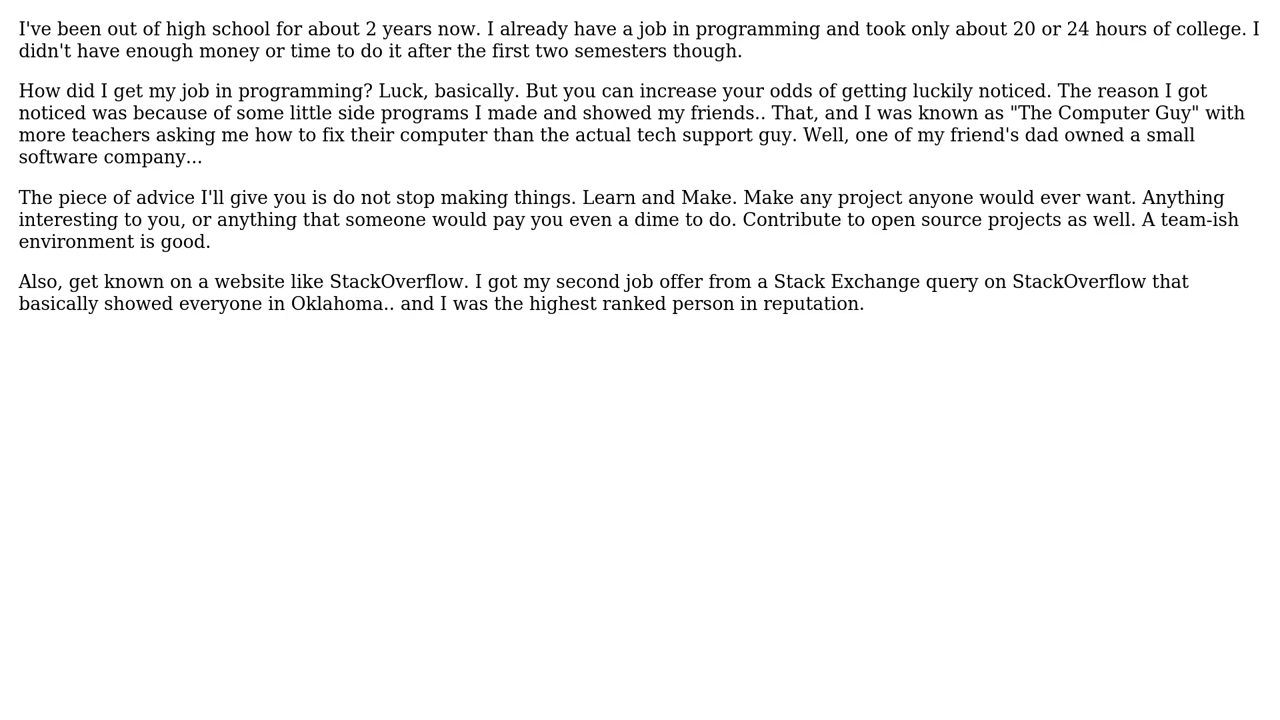 I've been out of high school for about 2 years now. I already have a job in programming and took only about 20 or 24 hours of college. I
didn't have enough money or time to do it after the first two semesters though.
How did I get my job in programming? Luck, basically. But you can increase your odds of getting luckily noticed. The reason I got
noticed was because of some little side programs I made and showed my friends.. That, and I was known as "The Computer Guy" with
more teachers asking me how to fix their computer than the actual tech support guy. Well, one of my friend's dad owned a small
software company...
The piece of advice I'll give you is do not stop making things. Learn and Make. Make any project anyone would ever want. Anything
interesting to you, or anything that someone would pay you even a dime to do. Contribute to open source projects as well. A team-ish
environment is good.
Also, get known on a website like StackOverflow. I got my second job offer from a Stack Exchange query on StackOverflow that
basically showed everyone in Oklahoma.. and I was the highest ranked person in reputation.